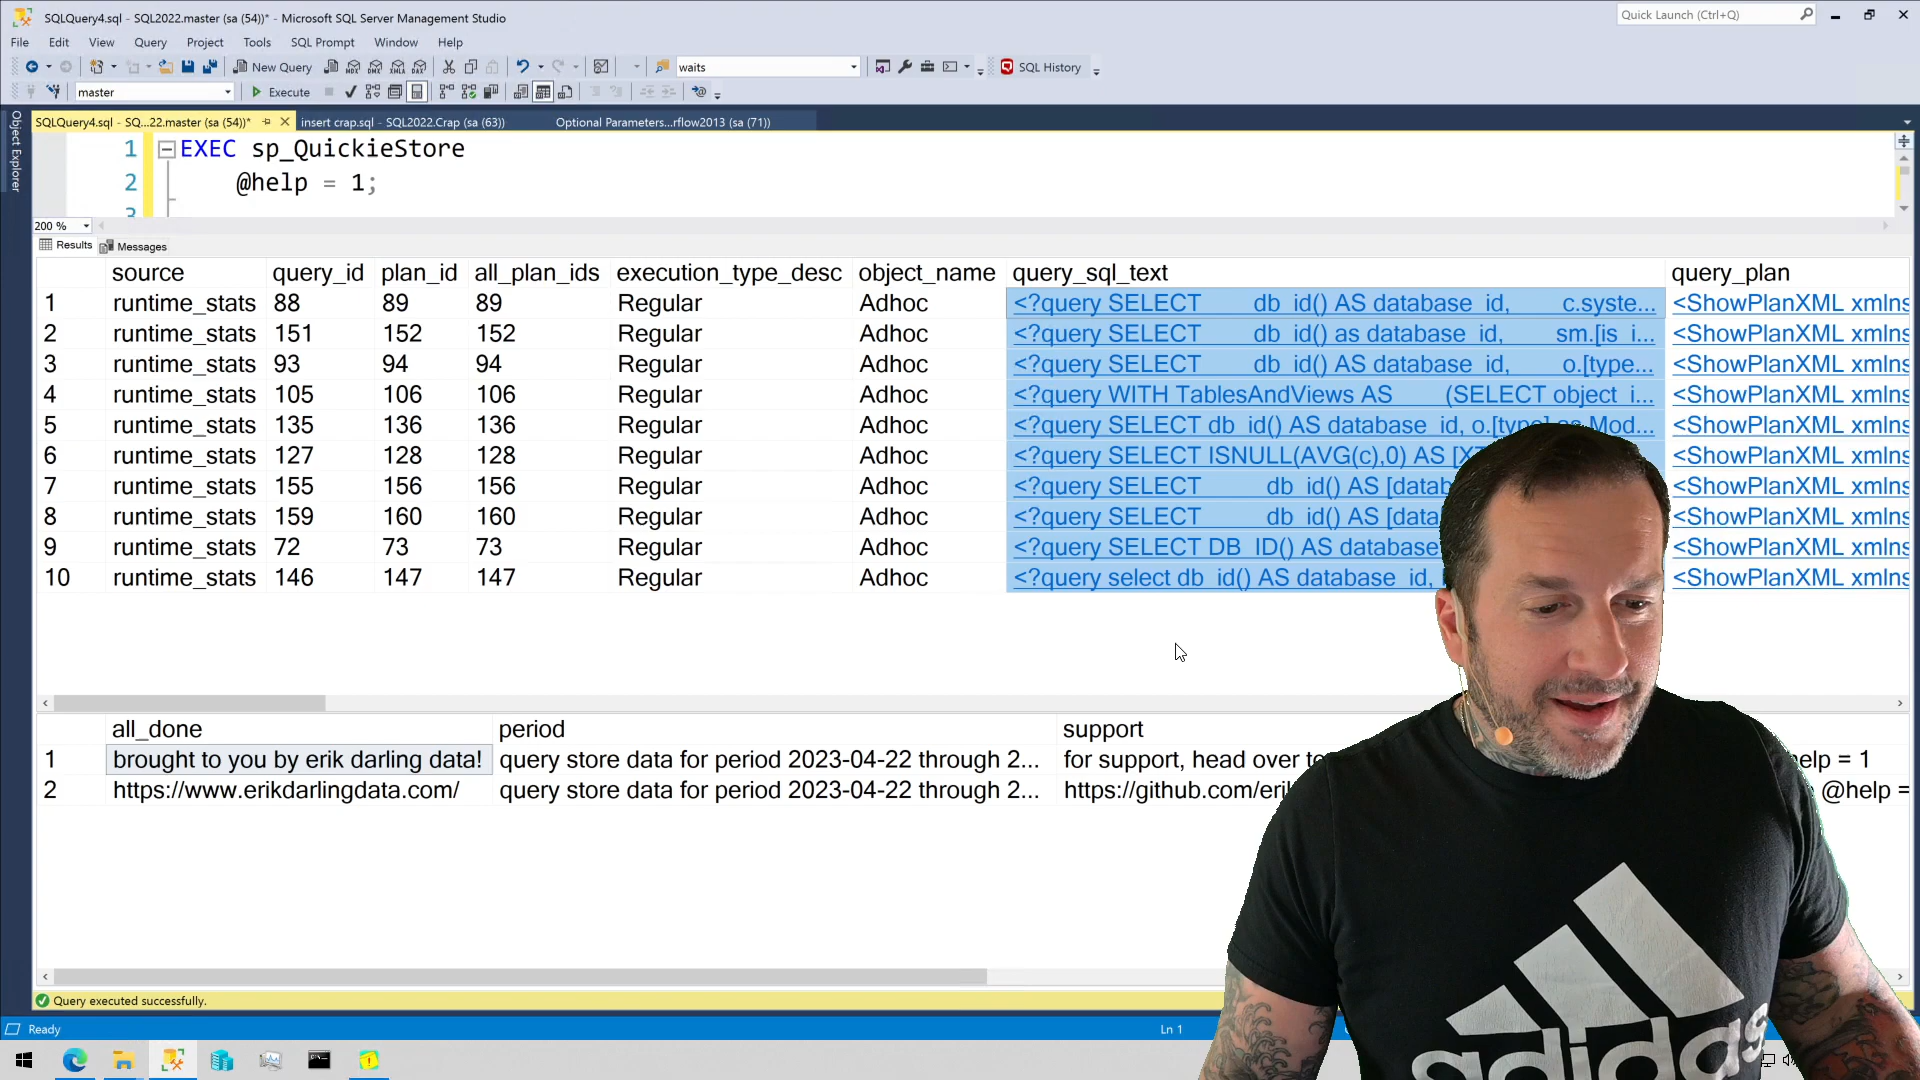 SQLQuery4.sql - SQL2022.master (sa (54))* - Microsoft SQL Server Management Studio
Quick Launch (Ctrl+Q)
File Edit View Query Project Tools SQL Prompt Window Help
New Query MDX DMX XMLA DAX waits SQL History
master Execute
Object Explorer
SQLQuery4.sql - SQ...22.master (sa (54))* insert crap.sql - SQL2022.Crap (sa (63)) Optional Parameters...rflow2013 (sa (71))
1 EXEC sp_QuickieStore
2 @help = 1;
3
200 %
Results Messages
source query_id plan_id all_plan_ids execution_type_desc object_name query_sql_text query_plan
1 runtime_stats 88 89 89 Regular Adhoc <?query SELECT db_id() AS database_id, c.syste... <ShowPlanXML xmlns
2 runtime_stats 151 152 152 Regular Adhoc <?query SELECT db_id() as database_id, sm.[is_i... <ShowPlanXML xmlns
3 runtime_stats 93 94 94 Regular Adhoc <?query SELECT db_id() AS database_id, o.[type... <ShowPlanXML xmlns
4 runtime_stats 105 106 106 Regular Adhoc <?query WITH TablesAndViews AS (SELECT object_i... <ShowPlanXML xmlns
5 runtime_stats 135 136 136 Regular Adhoc <?query SELECT db_id() AS database_id, o.[type] as Mod... <ShowPlanXML xmlns
6 runtime_stats 127 128 128 Regular Adhoc <?query SELECT ISNULL(AVG(c),0) AS <ShowPlanXML xmlns
7 runtime_stats 155 156 156 Regular Adhoc <?query SELECT db_id() AS [datab <ShowPlanXML xmlns
8 runtime_stats 159 160 160 Regular Adhoc <?query SELECT db_id() AS [data <ShowPlanXML xmlns
9 runtime_stats 72 73 73 Regular Adhoc <?query SELECT DB_ID() AS database <ShowPlanXML xmlns
10 runtime_stats 146 147 147 Regular Adhoc <?query select db_id() AS database_id, <ShowPlanXML xmlns
all_done period support
1 brought to you by erik darling data! query store data for period 2023-04-22 through 2... for support, head over to help = 1
2 https://www.erikdarlingdata.com/ query store data for period 2023-04-22 through 2... https://github.com/eri @help =
Query executed successfully.
Ready Ln 1
adidas